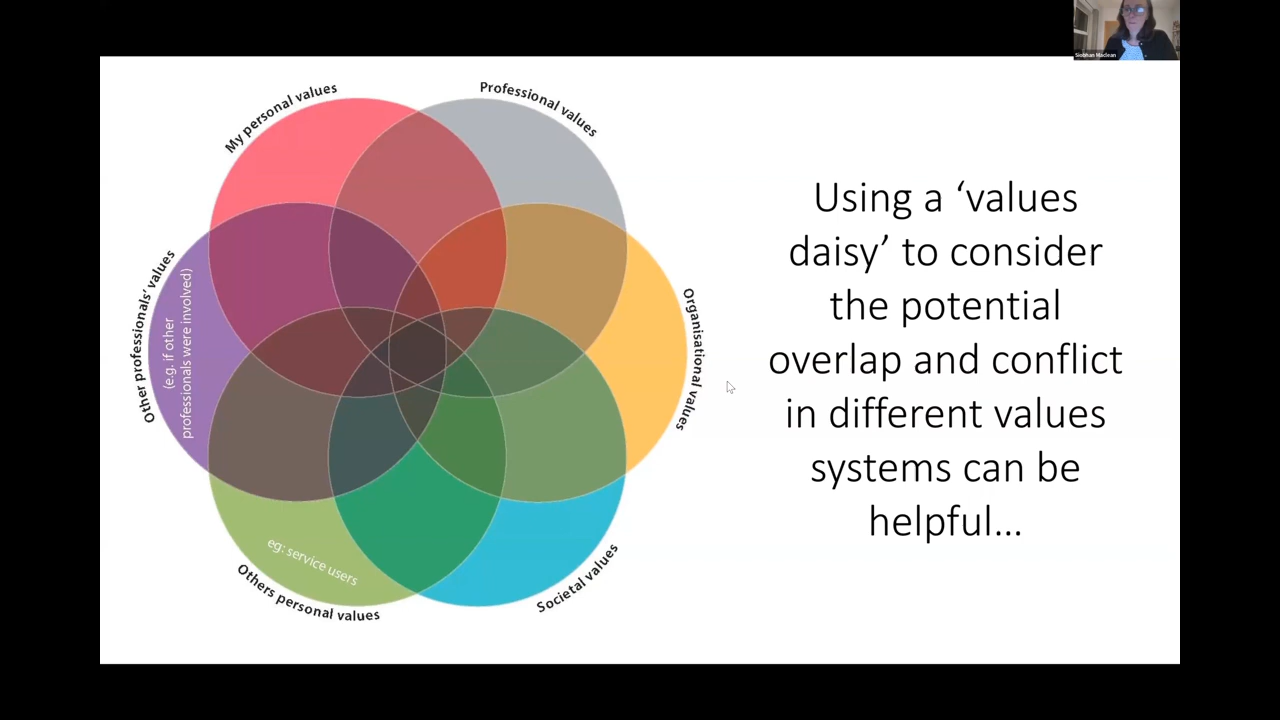 Siobhan Maclean
My personal values
Professional values
Organisational values
Societal values
Others personal values
eg: service users
Other professionals' values
(e.g. if other
professionals were involved)
Using a ‘values
daisy’ to consider
the potential
overlap and conflict
in different values
systems can be
helpful...